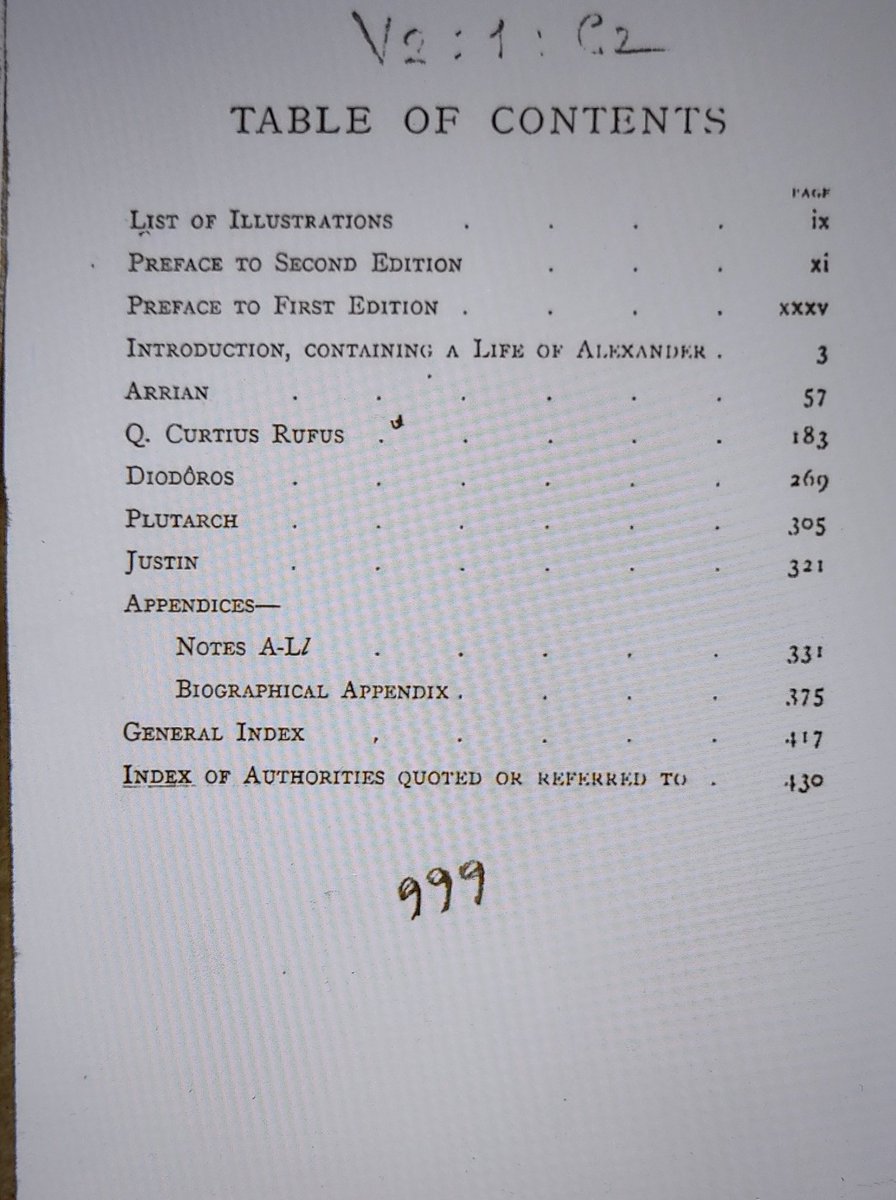 V2 : 1 : C2
TABLE OF CONTENTS
PAGE
LIST OF ILLUSTRATIONS . . . . ix
PREFACE TO SECOND EDITION . . . xi
PREFACE TO FIRST EDITION . . . . xxxv
INTRODUCTION, CONTAINING A LIFE OF ALEXANDER . 3
ARRIAN . . . . . . 57
Q. CURTIUS RUFUS . . . . . 183
DIODÔROS . . . . . . 269
PLUTARCH . . . . . . 305
JUSTIN . . . . . . 321
APPENDICES—
NOTES A-Ll . . . . . 331
BIOGRAPHICAL APPENDIX . . . . 375
GENERAL INDEX . . . . . 417
INDEX OF AUTHORITIES QUOTED OR REFERRED TO . 430
999